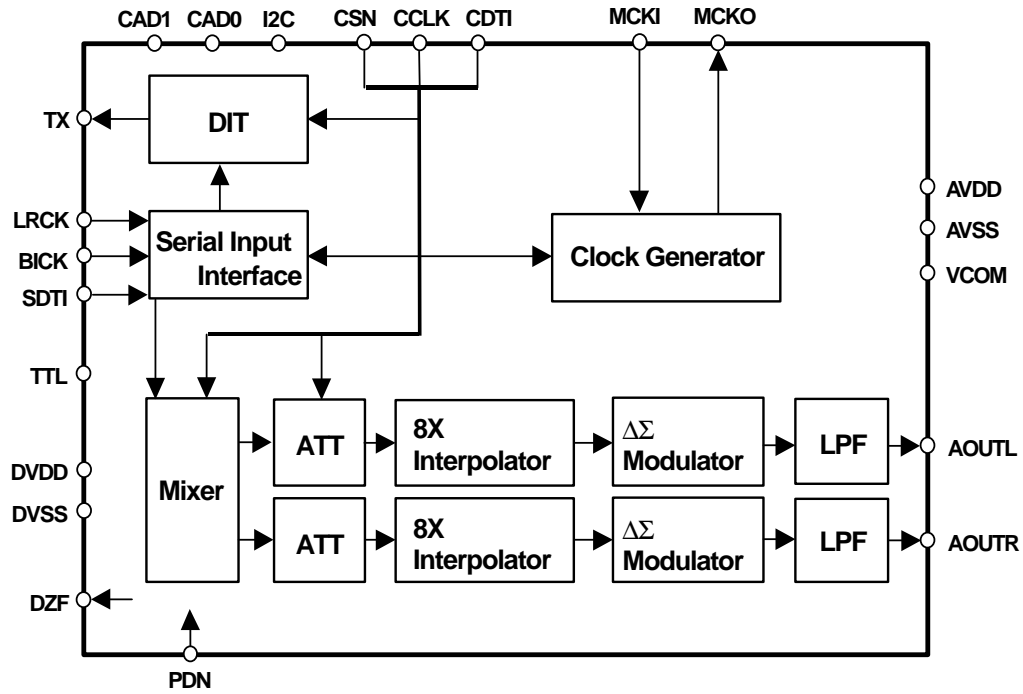 CAD1
CAD0
I2C
CSN
CCLK
CDTI
MCKI
MCKO
TX
DIT
AVDD
LRCK
Serial Input
Interface
Clock Generator
AVSS
BICK
VCOM
SDTI
TTL
8X
Interpolator
ΔΣ
Modulator
ATT
LPF
AOUTL
DVDD
Mixer
DVSS
ATT
8X
Interpolator
ΔΣ
Modulator
LPF
AOUTR
DZF
PDN